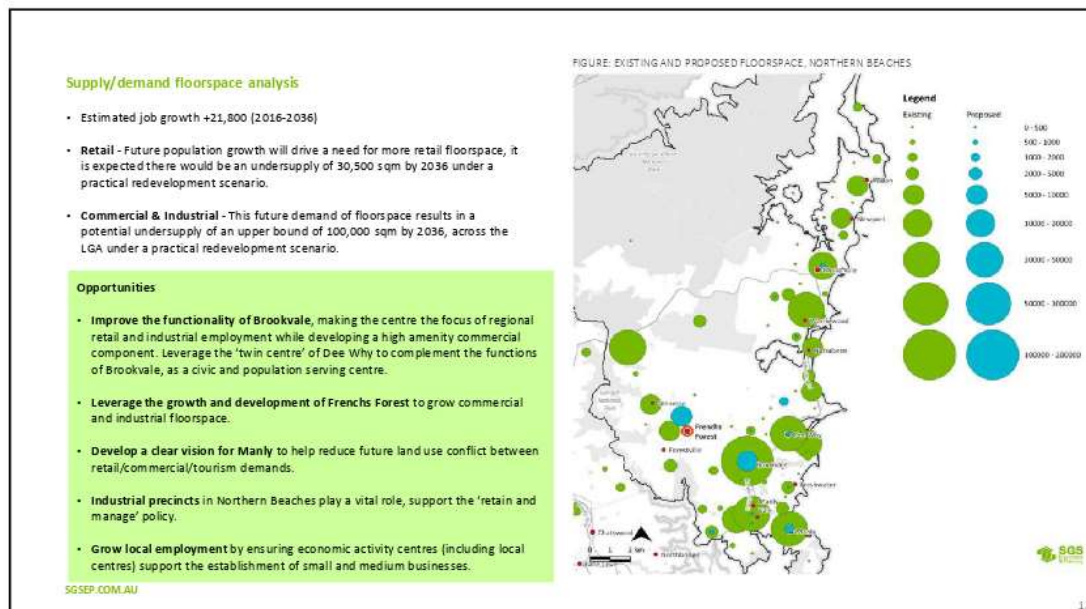 Supply/demand floorspace analysis
• Estimated job growth +21,800 (2016-2036)
• Retail - Future population growth will drive a need for more retail floorspace, it
is expected there would be an undersupply of 30,500 sqm by 2036 under a
practical redevelopment scenario.
• Commercial & Industrial - This future demand of floorspace results in a
potential undersupply of an upper bound of 100,000 sqm by 2036, across the
LGA under a practical redevelopment scenario.
Opportunities
• Improve the functionality of Brookvale, making the centre the focus of regional
retail and industrial employment while developing a high amenity commercial
component. Leverage the 'twin centre' of Dee Why to complement the functions
of Brookvale, as a civic and population serving centre.
• Leverage the growth and development of Frenchs Forest to grow commercial
and industrial floorspace.
• Develop a clear vision for Manly to help reduce future land use conflict between
retail/commercial/tourism demands.
• Industrial precincts in Northern Beaches play a vital role, support the 'retain and
manage' policy.
• Grow local employment by ensuring economic activity centres (including local
centres) support the establishment of small and medium businesses.
SGSEP.COM.AU
FIGURE: EXISTING AND PROPOSED FLOORSPACE, NORTHERN BEACHES
Legend
Existing
Proposed
0 - 500
500 - 1000
1000 - 2000
2000 - 5000
5000 - 10000
10000 - 20000
20000 - 50000
50000 - 100000
100000 - 200000
Newport
Narrabeen
Frenchs
Forest
Forestville
Dee Why
Brookvale
Freshwater
Manly
Chatswood
Northbridge
SGS